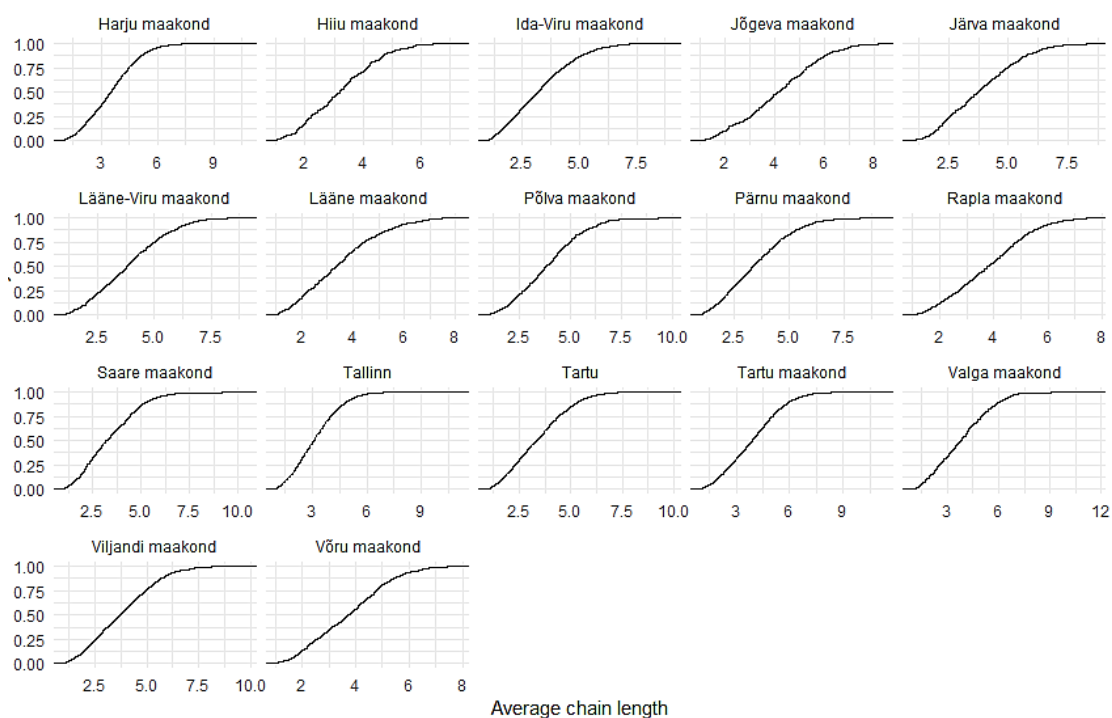 Harju maakond Hiiu maakond Ida-Viru maakond Jõgeva maakond Järva maakond
1.00
0.75
0.50
0.25
0.00
3 6 9 2 4 6 2.5 5.0 7.5 2 4 6 8 2.5 5.0 7.5
Lääne-Viru maakond Lääne maakond Põlva maakond Pärnu maakond Rapla maakond
1.00
0.75
0.50
0.25
0.00
2.5 5.0 7.5 2 4 6 8 2.5 5.0 7.5 10.0 2.5 5.0 7.5 2 4 6 8
Saare maakond Tallinn Tartu Tartu maakond Valga maakond
1.00
0.75
0.50
0.25
0.00
2.5 5.0 7.5 10.0 3 6 9 2.5 5.0 7.5 10.0 3 6 9 3 6 9 12
Viljandi maakond Võru maakond
1.00
0.75
0.50
0.25
0.00
2.5 5.0 7.5 10.0 2 4 6 8
Average chain length